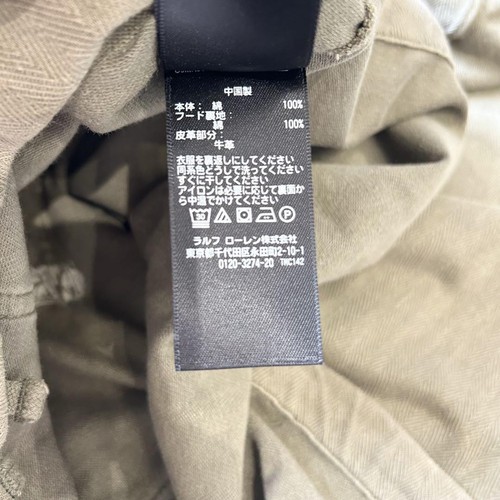 中国製
本体： 綿 100%
フード裏地：
綿 100%
皮革部分：
牛革
衣服を裏返しにしてください
同系色どうしで洗ってください
すぐに干してください
アイロンは必要に応じて裏面か
ら中温でかけてください
ラルフ ローレン株式会社
東京都千代田区永田町2-10-1
0120-3274-20 TWC142